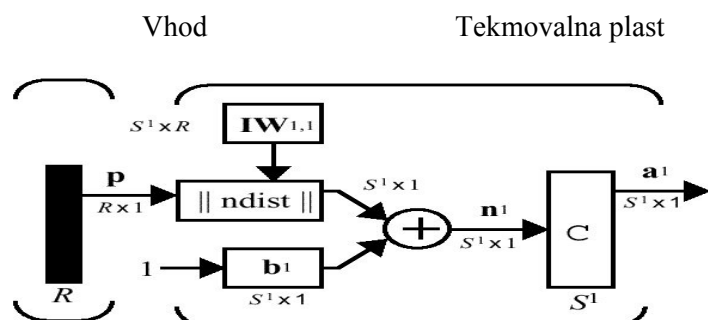 Vhod Tekmovalna plast
S¹×R IW1,1
p S¹×1 a1
R×1 || ndist || n1 S¹×1
+ S¹×1 C
1 b1
S¹×1
R S¹